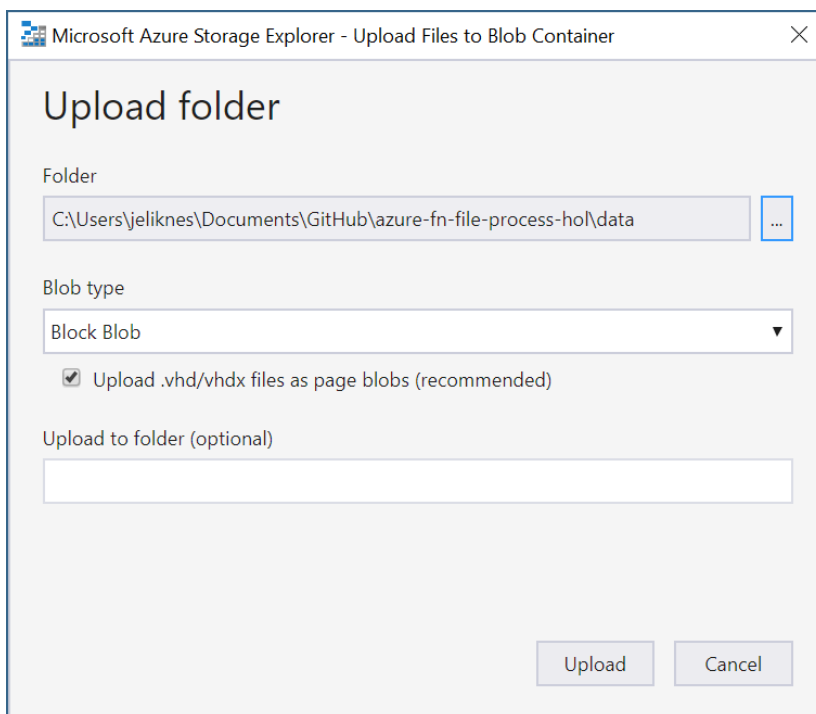 Microsoft Azure Storage Explorer - Upload Files to Blob Container
Upload folder
Folder
C:\Users\jeliknes\Documents\GitHub\azure-fn-file-process-hol\data
...
Blob type
Block Blob
Upload .vhd/vhdx files as page blobs (recommended)
Upload to folder (optional)
Upload Cancel